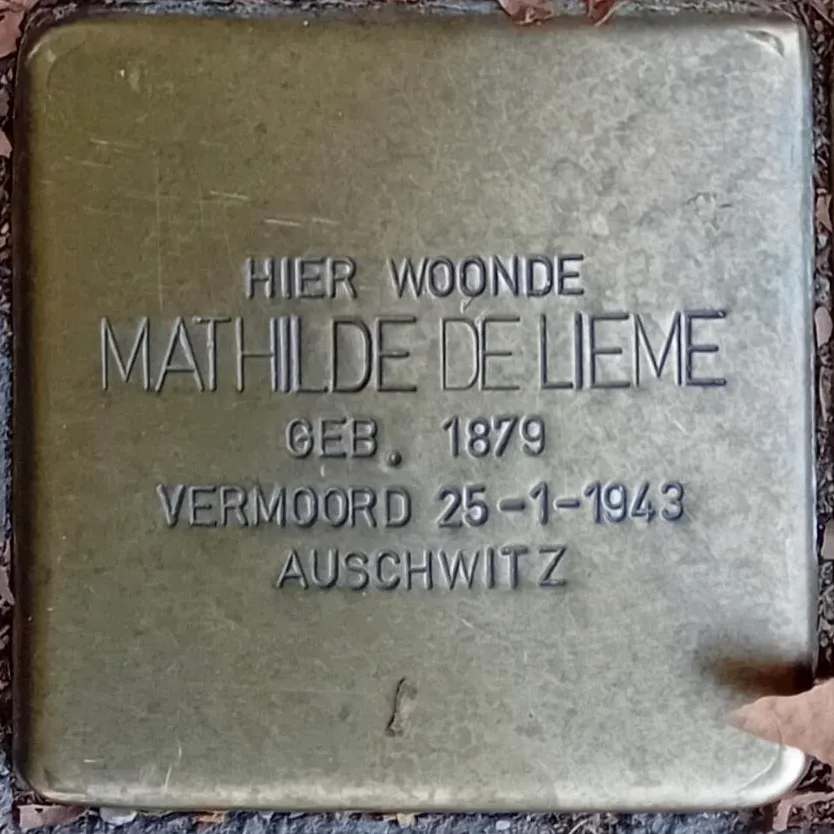 HIER WOONDE
MATHILDE DE LIEME
GEB. 1879
VERMOORD 25-1-1943
AUSCHWITZ